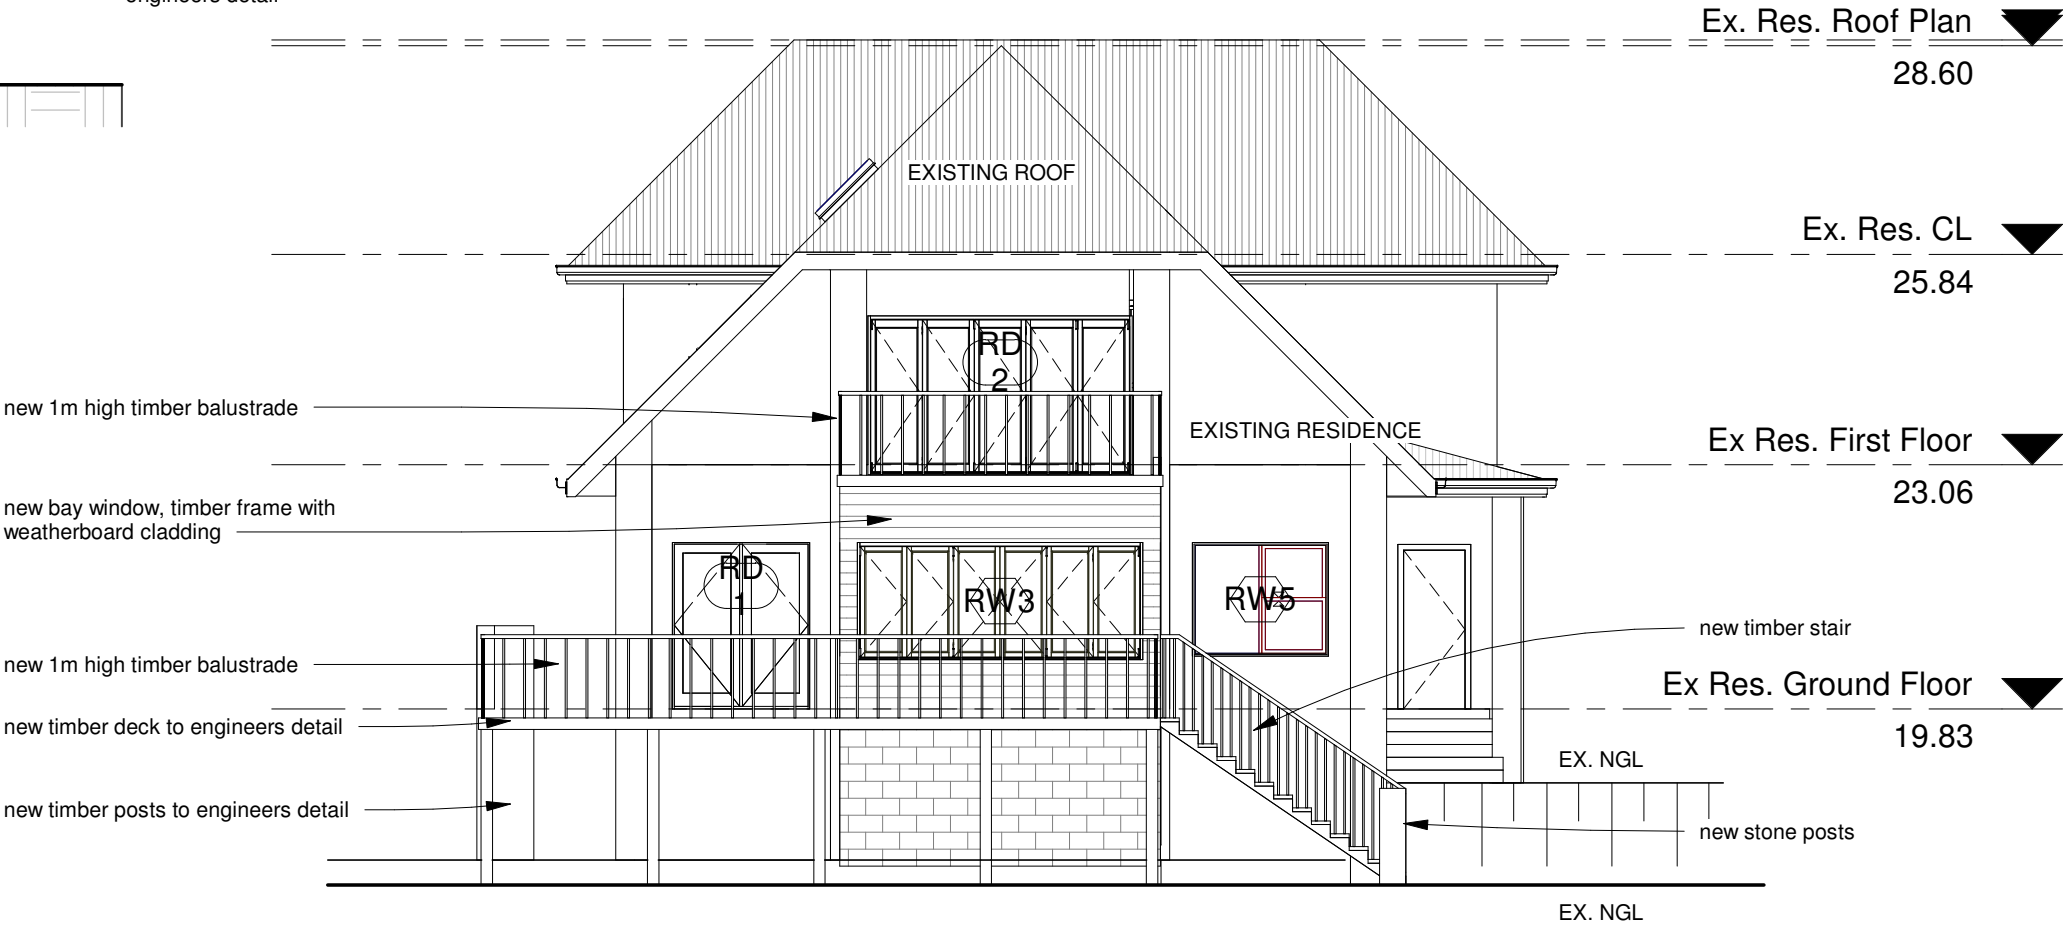 engineers detail
Ex. Res. Roof Plan
28.60
EXISTING ROOF
Ex. Res. CL
25.84
RD
2
new 1m high timber balustrade
EXISTING RESIDENCE
Ex Res. First Floor
23.06
new bay window, timber frame with
weatherboard cladding
RD
1
RW3
RW5
new timber stair
new 1m high timber balustrade
Ex Res. Ground Floor
19.83
new timber deck to engineers detail
EX. NGL
new timber posts to engineers detail
new stone posts
EX. NGL